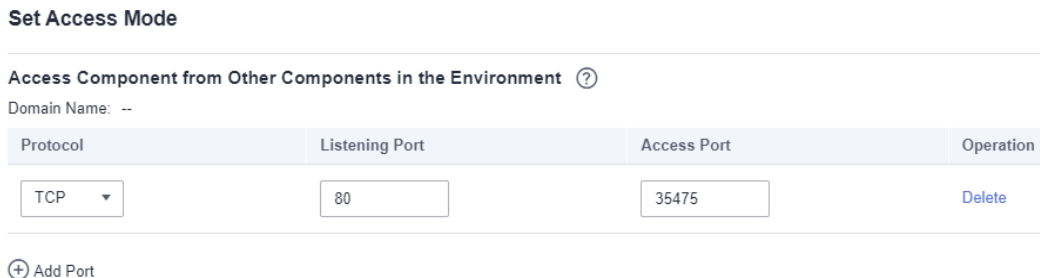 Set Access Mode
Access Component from Other Components in the Environment ?
Domain Name: --
Protocol Listening Port Access Port Operation
TCP 80 35475 Delete
Add Port